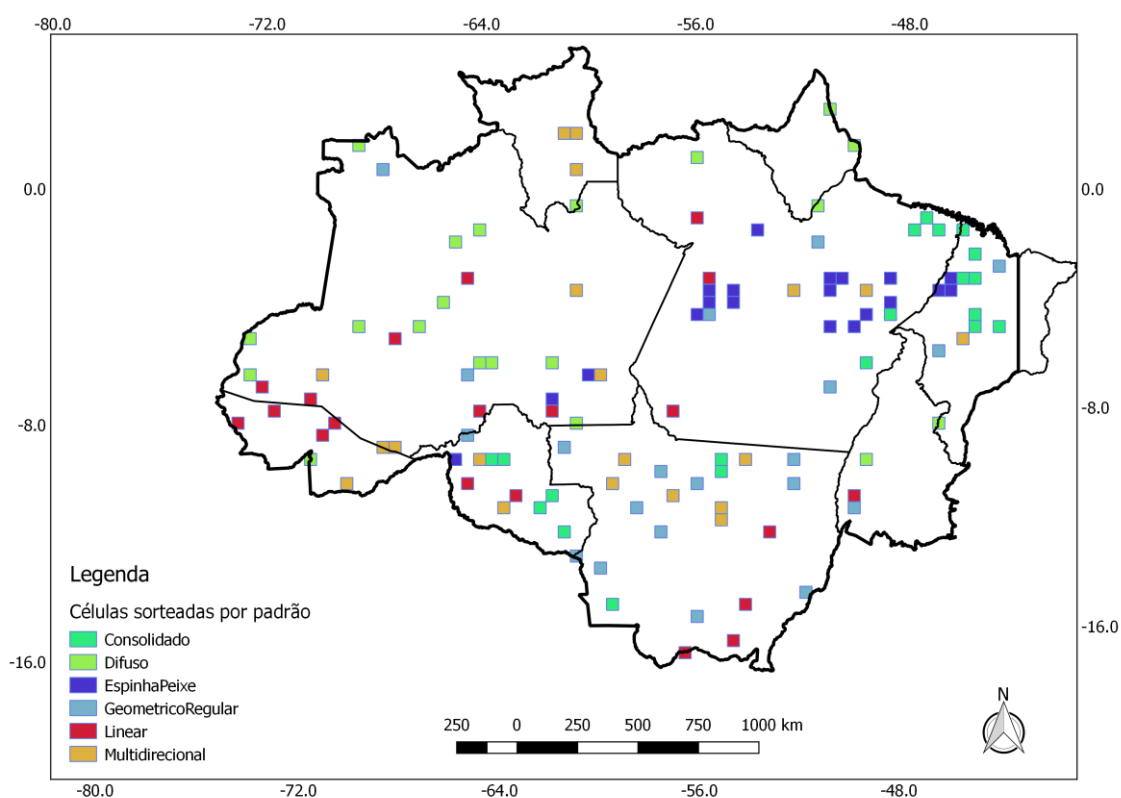 -80.0 -72.0 -64.0 -56.0 -48.0
0.0 0.0
-8.0 -8.0
-16.0 -16.0
Legenda
Células sorteadas por padrão
Consolidado
Difuso
EspinhaPeixe
GeometricoRegular
Linear
Multidirecional
250 0 250 500 750 1000 km
N
-80.0 -72.0 -64.0 -56.0 -48.0